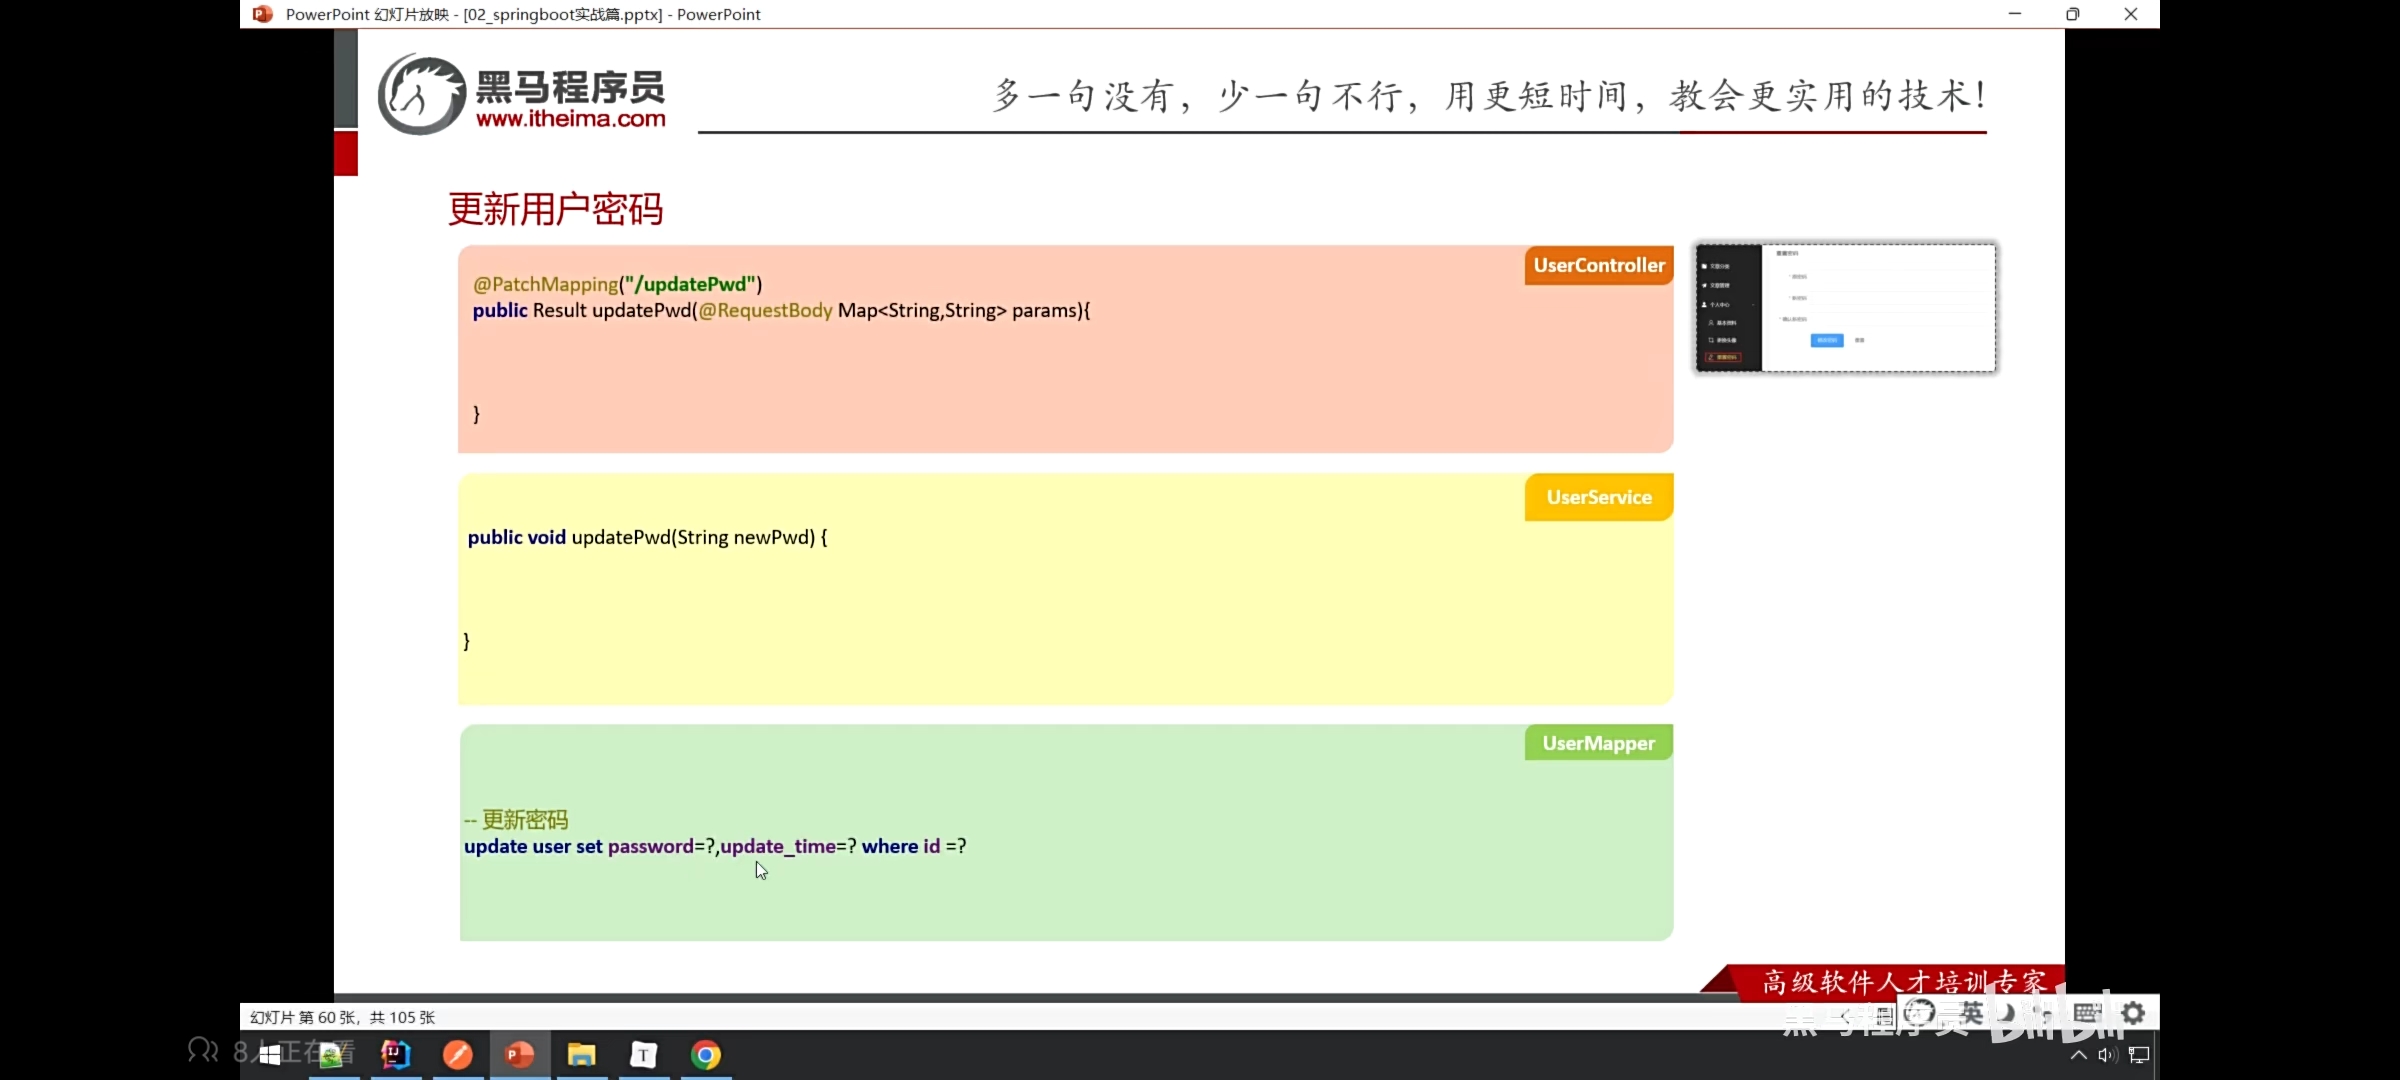 PowerPoint 幻灯片放映 - [02_springboot实战篇.pptx] - PowerPoint
黑马程序员
www.itheima.com
多一句没有，少一句不行，用更短时间，教会更实用的技术！
更新用户密码
UserController
@PatchMapping("/updatePwd")
public Result updatePwd(@RequestBody Map<String,String> params){
}
UserService
public void updatePwd(String newPwd) {
}
UserMapper
-- 更新密码
update user set password=?,update_time=? where id =?
高级软件人才培训专家
黑马程序员 bilibili
英
幻灯片 第 60 张，共 105 张
8人正在看